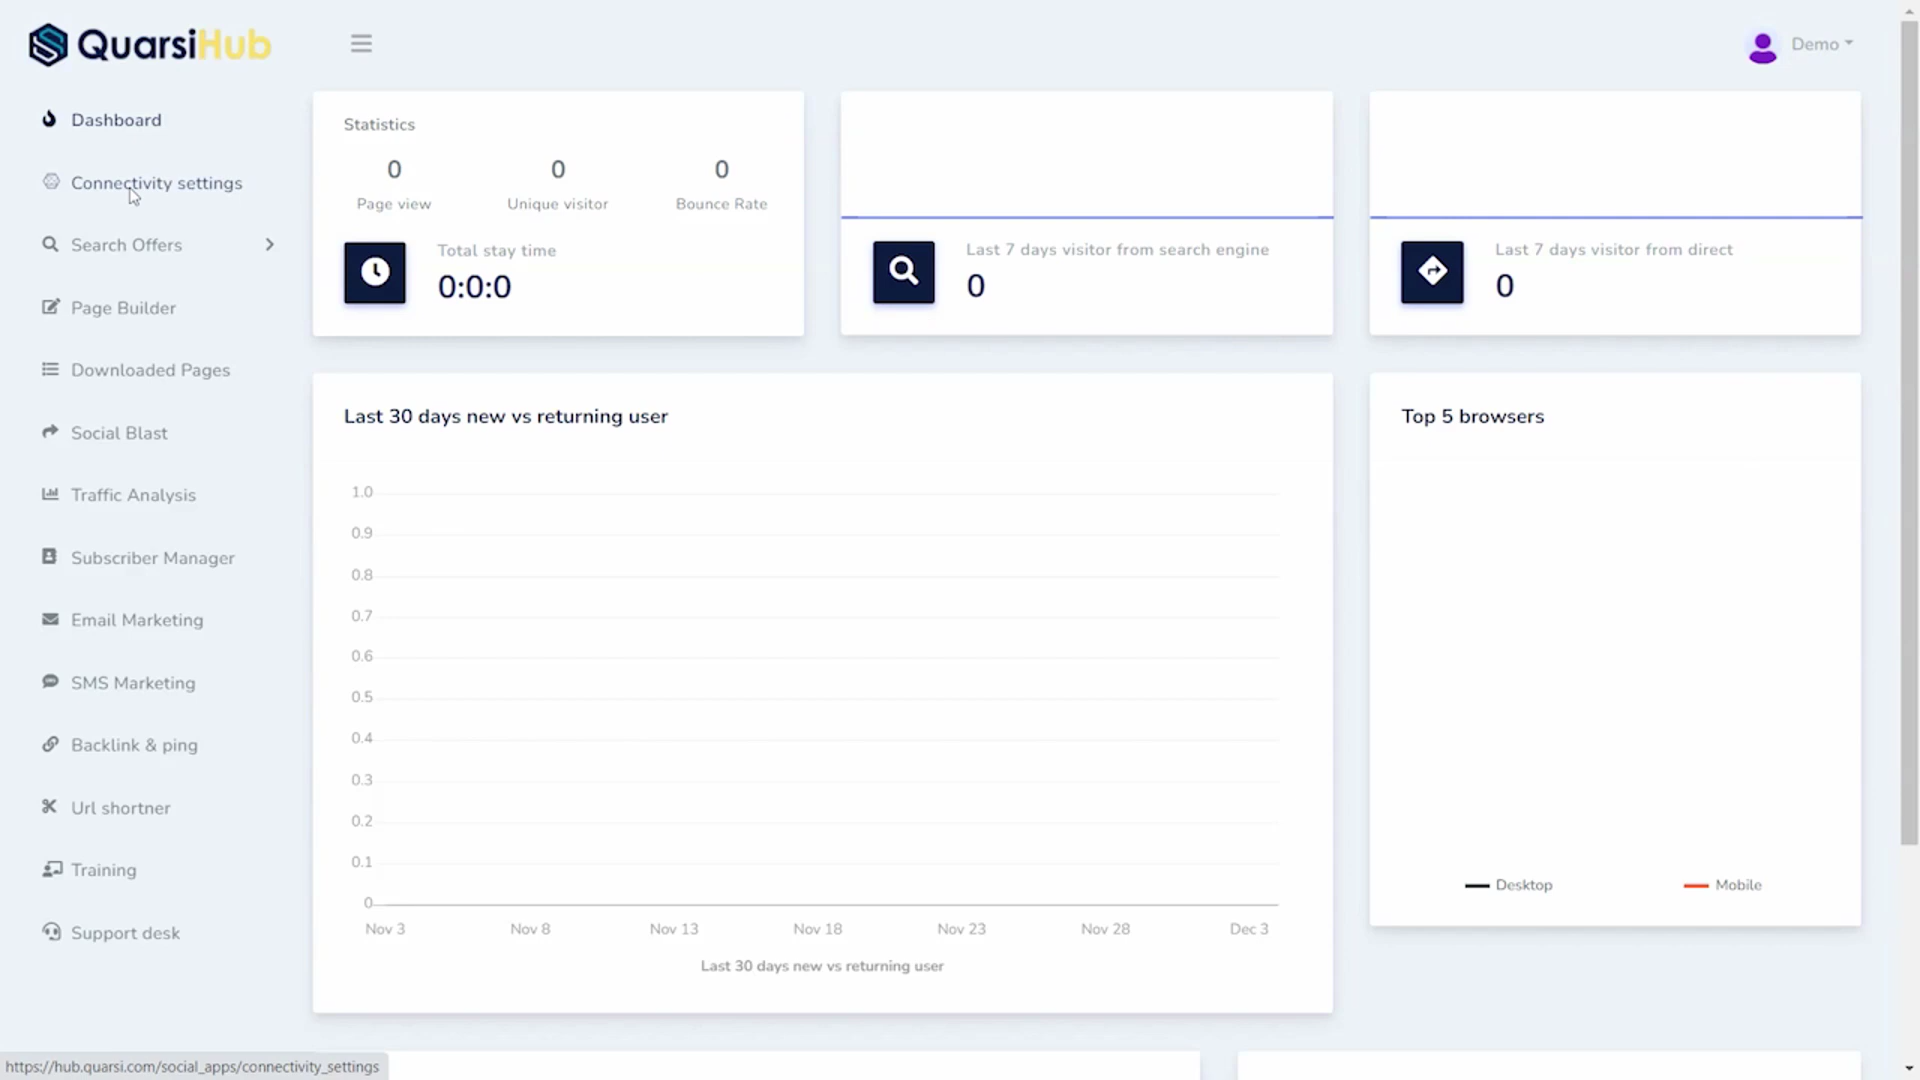 QuarsiHub
Demo
Dashboard
Connectivity settings
Search Offers
Page Builder
Downloaded Pages
Social Blast
Traffic Analysis
Subscriber Manager
Email Marketing
SMS Marketing
Backlink & ping
Url shortner
Training
Support desk
Statistics
0 0 0
Page view Unique visitor Bounce Rate
Total stay time
0:0:0
Last 7 days visitor from search engine
0
Last 7 days visitor from direct
0
Last 30 days new vs returning user
1.0
0.9
0.8
0.7
0.6
0.5
0.4
0.3
0.2
0.1
0
Nov 3 Nov 8 Nov 13 Nov 18 Nov 23 Nov 28 Dec 3
Last 30 days new vs returning user
Top 5 browsers
Desktop Mobile
https://hub.quarsi.com/social_apps/connectivity_settings